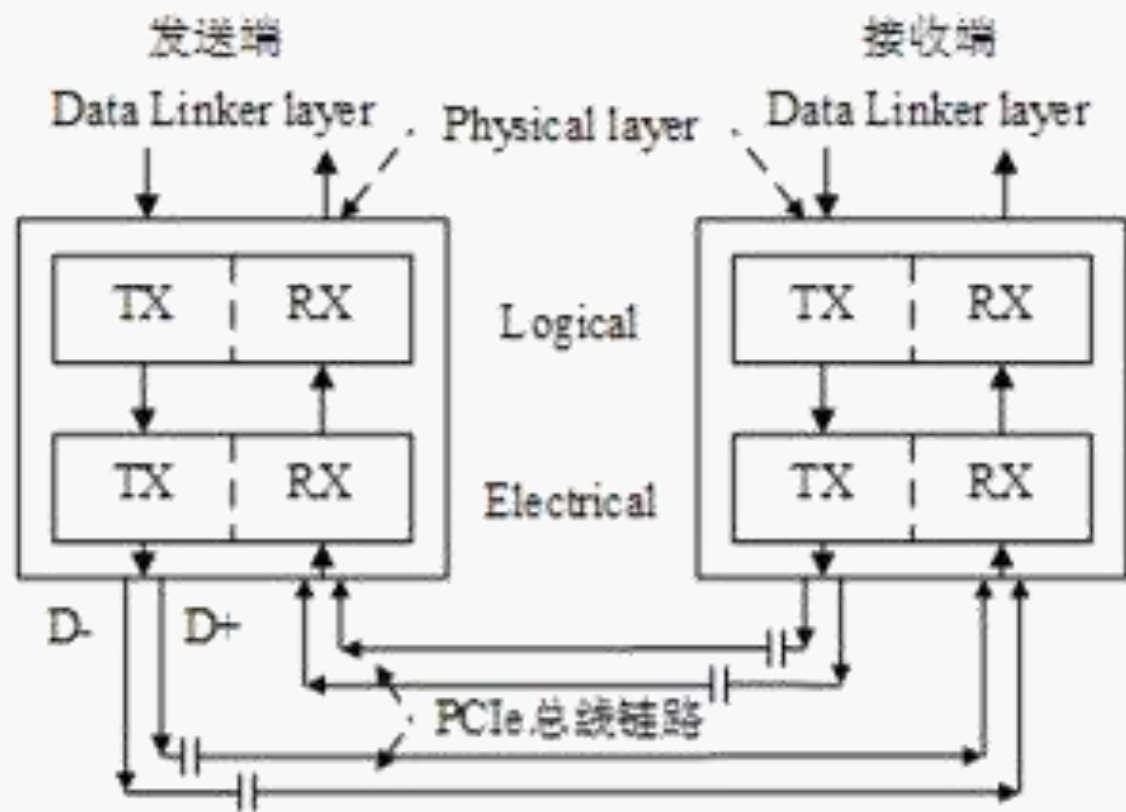 发送端
接收端
Data Linker layer
Physical layer
Data Linker layer
TX
RX
TX
RX
Logical
TX
RX
TX
RX
Electrical
D-
D+
PCIe总线链路